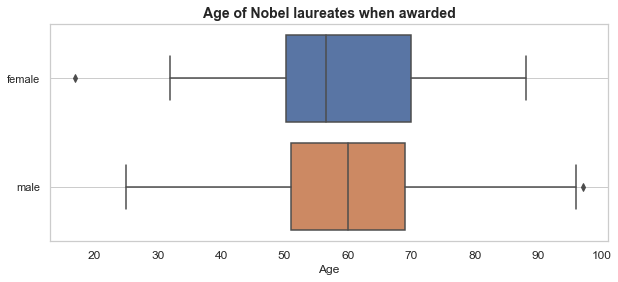 Age of Nobel laureates when awarded
female
male
20 30 40 50 60 70 80 90 100
Age